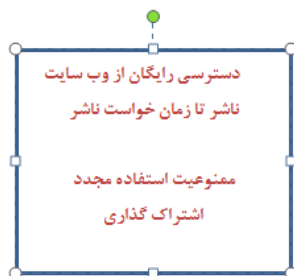 دسترسی رایگان از وب سایت
ناشر تا زمان خواست ناشر
ممنوعیت استفاده مجدد
اشتراک گذاری